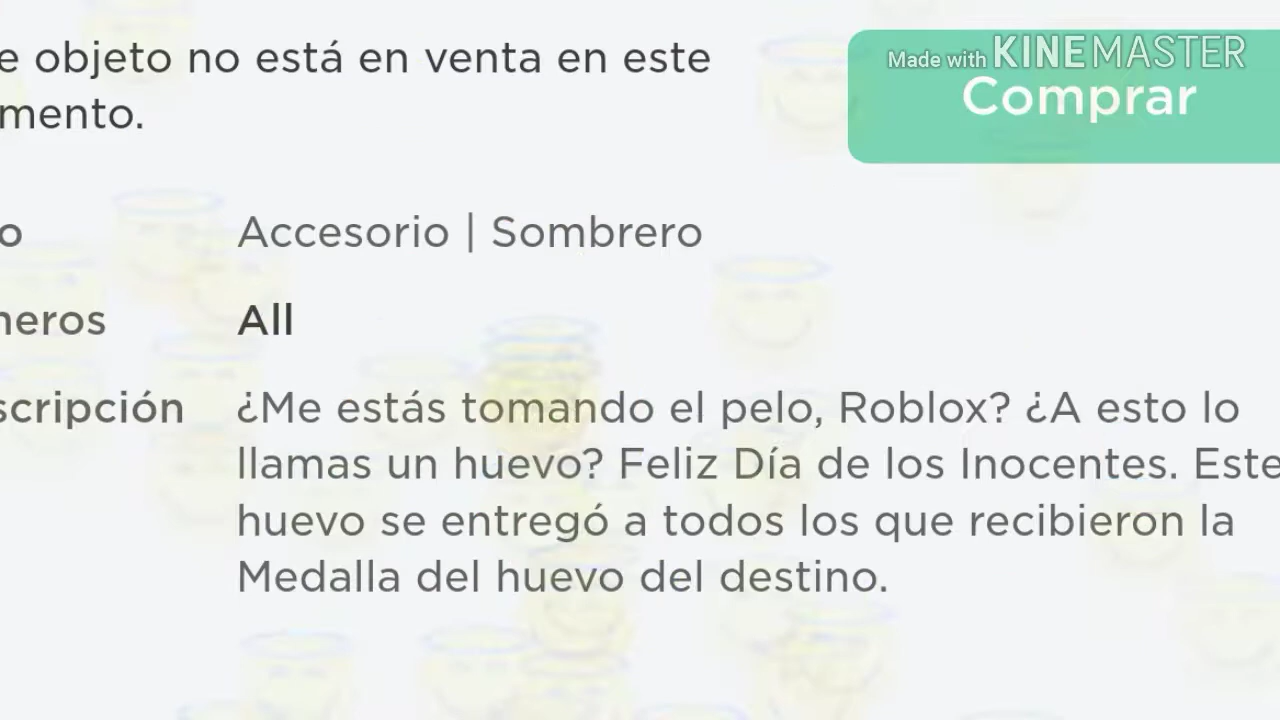 e objeto no está en venta en este
mento.
Made with KINEMASTER
Comprar
o
Accesorio | Sombrero
neros
All
scripción
¿Me estás tomando el pelo, Roblox? ¿A esto lo
llamas un huevo? Feliz Día de los Inocentes. Este
huevo se entregó a todos los que recibieron la
Medalla del huevo del destino.